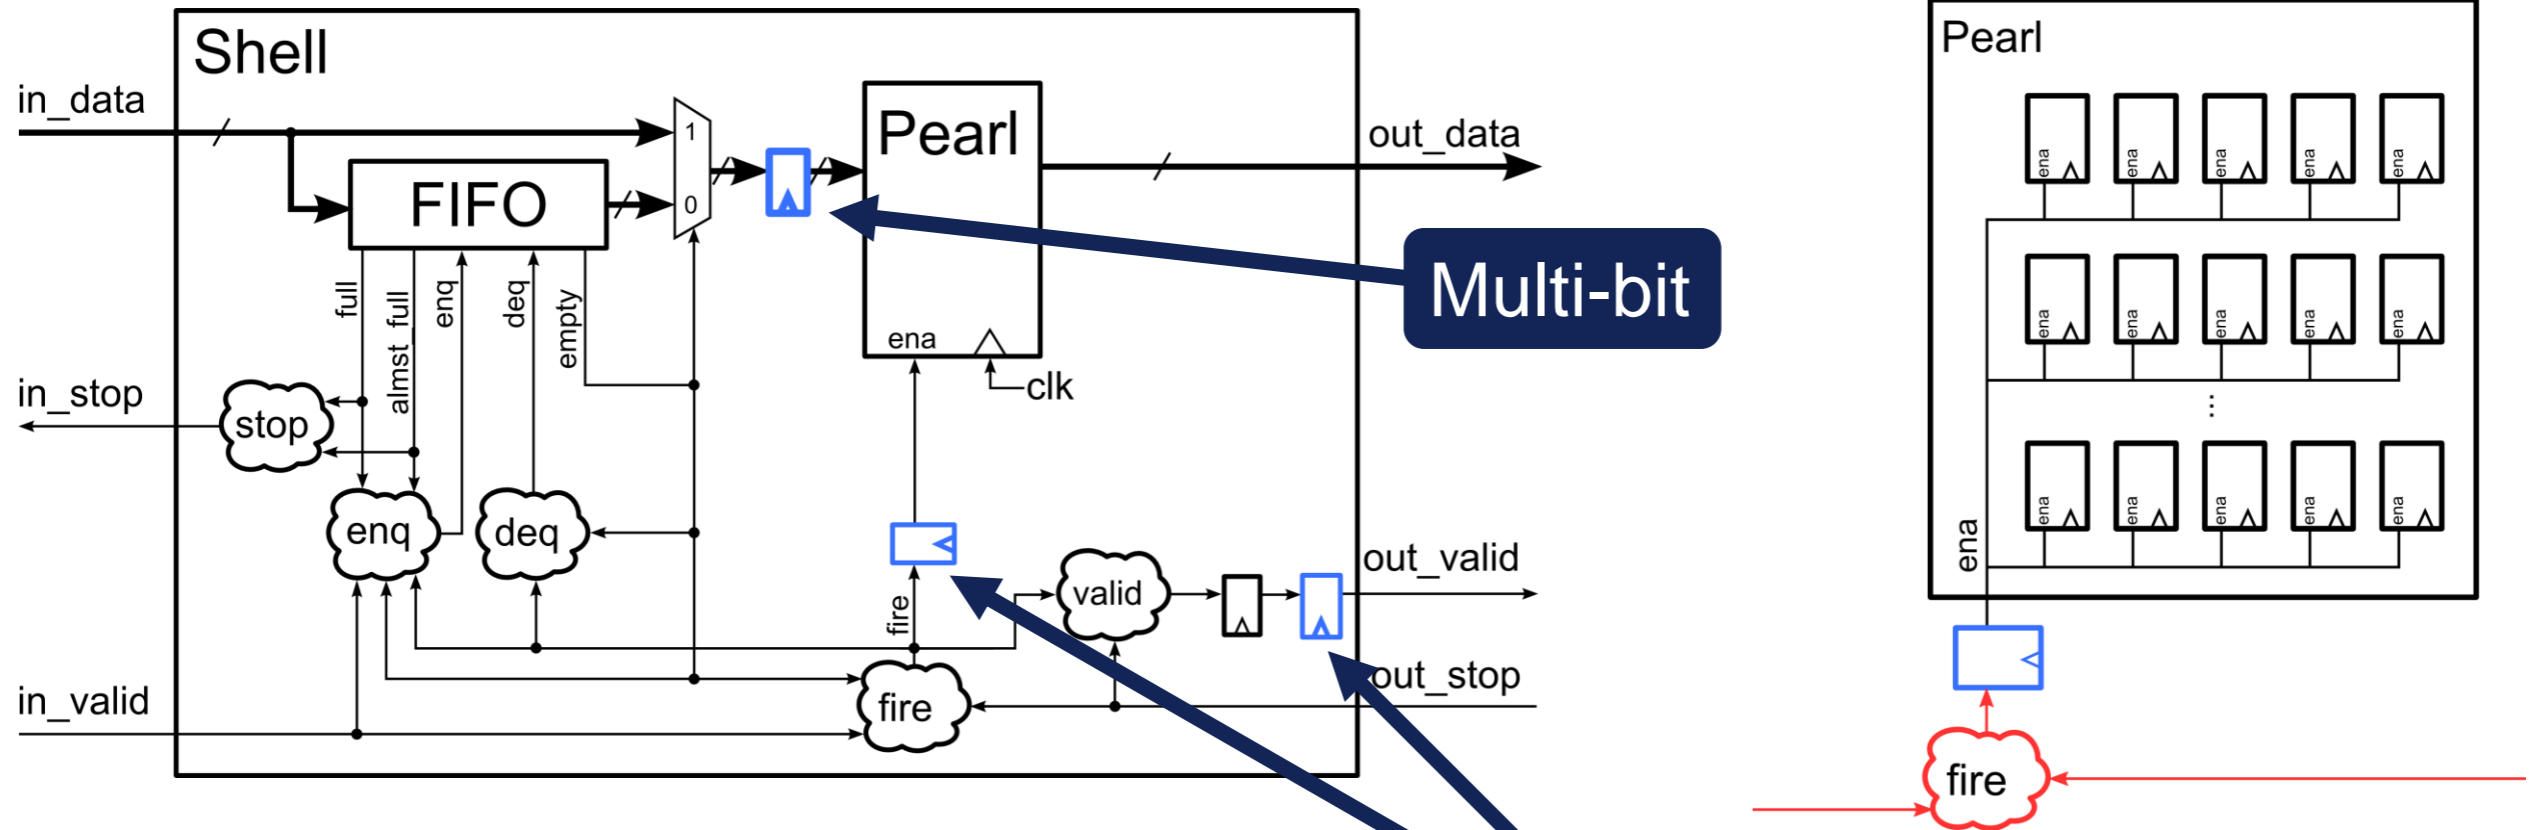 Shell
in_data
1
Pearl
out_data
FIFO
0
Multi-bit
full
almst_full
enq
deq
empty
ena
clk
in_stop
stop
enq
deq
fire
valid
out_valid
out_stop
in_valid
fire
Pearl
ena
ena
ena
ena
ena
ena
ena
ena
ena
ena
...
ena
ena
ena
ena
ena
ena
fire